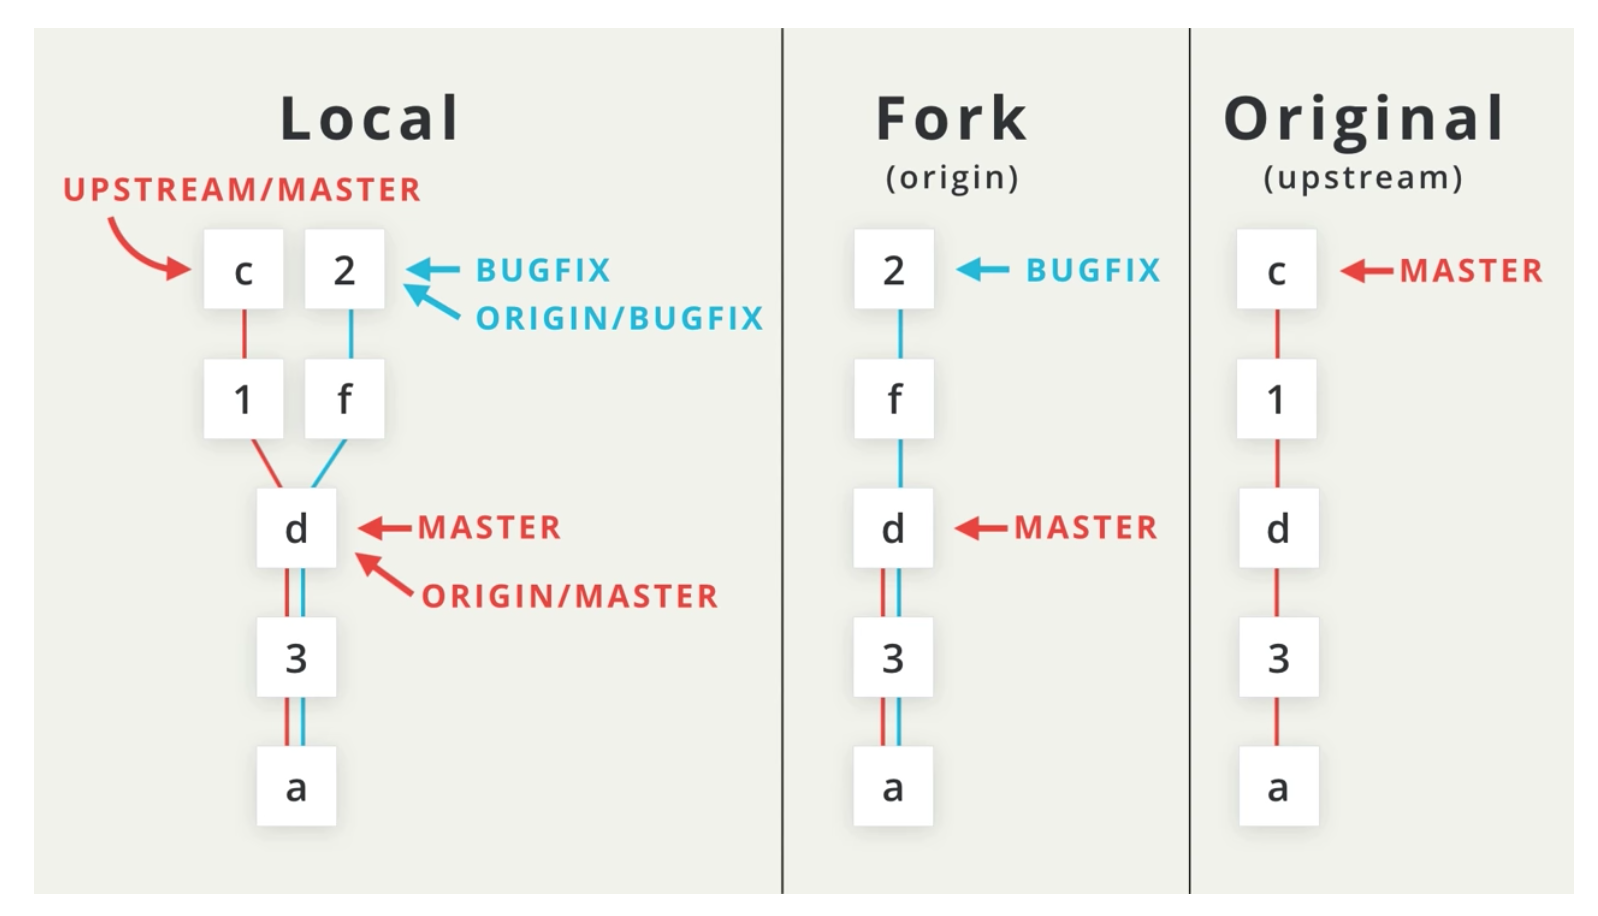 Local
UPSTREAM/MASTER
c 2
BUGFIX
ORIGIN/BUGFIX
1 f
d
MASTER
ORIGIN/MASTER
3
a
Fork
(origin)
2
BUGFIX
f
d
MASTER
3
a
Original
(upstream)
c
MASTER
1
d
3
a